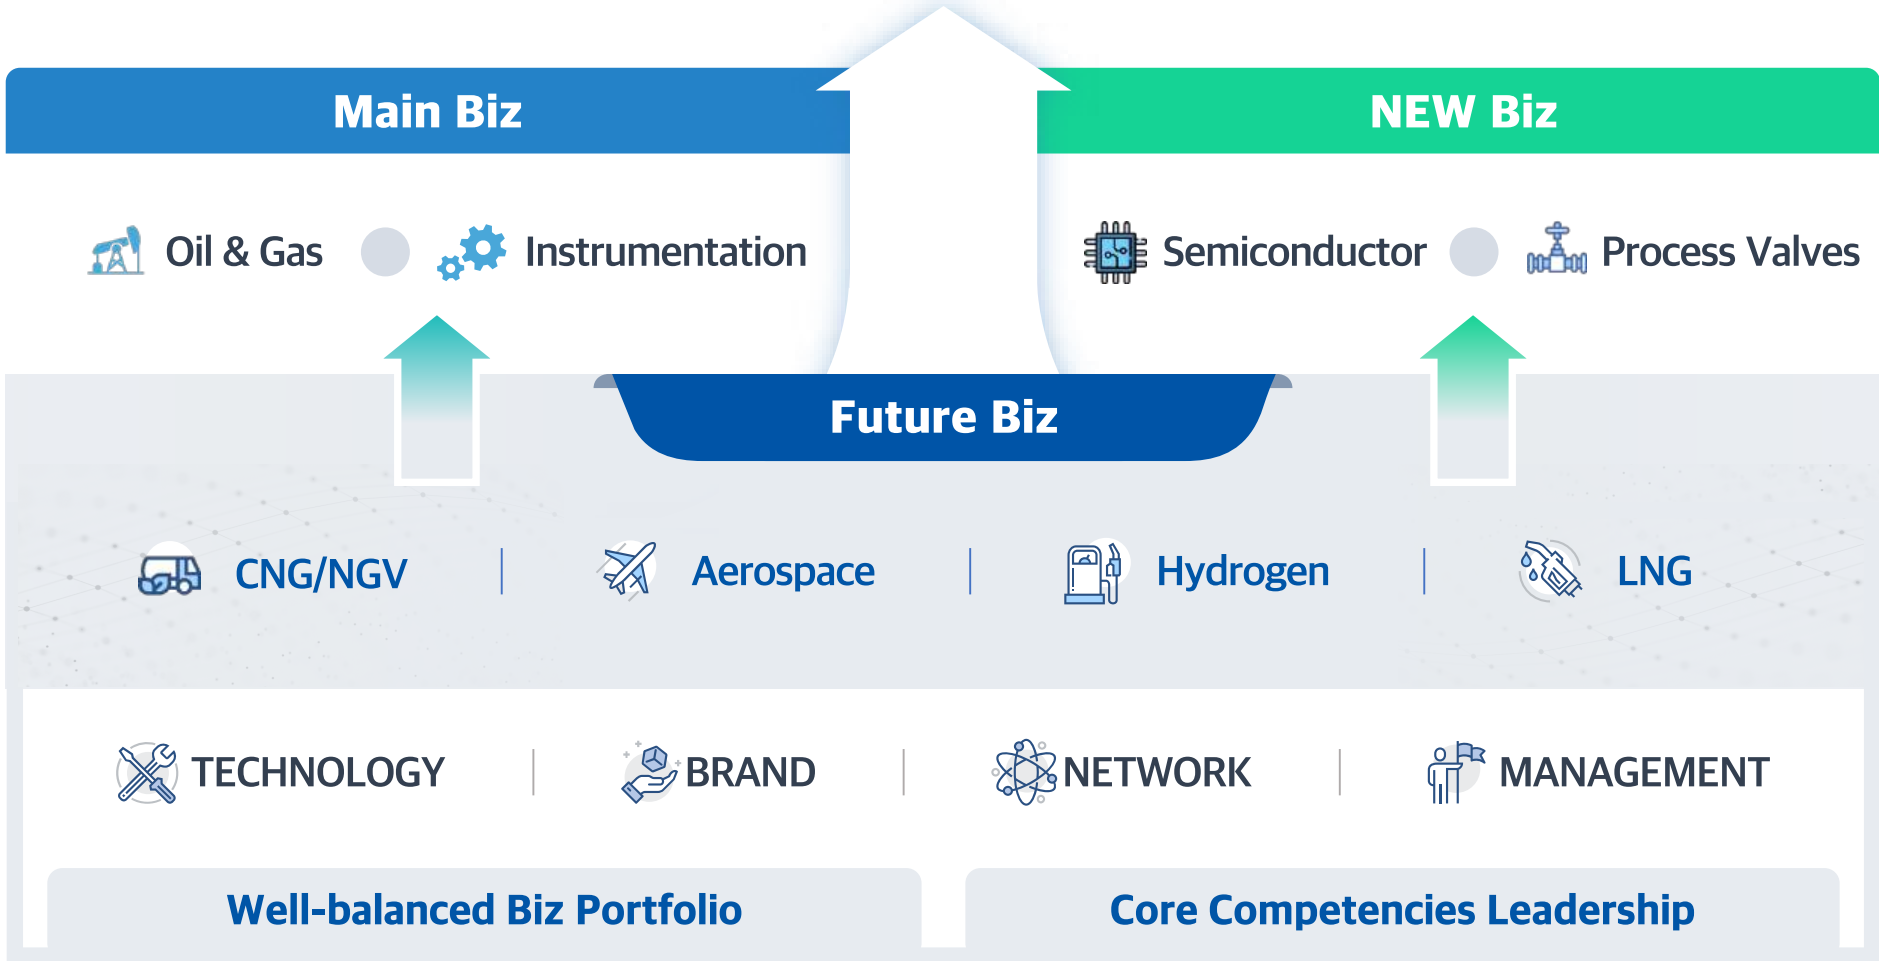 Main Biz
NEW Biz
Oil & Gas
Instrumentation
Semiconductor
Process Valves
Future Biz
CNG/NGV
Aerospace
Hydrogen
LNG
TECHNOLOGY
BRAND
NETWORK
MANAGEMENT
Well-balanced Biz Portfolio
Core Competencies Leadership